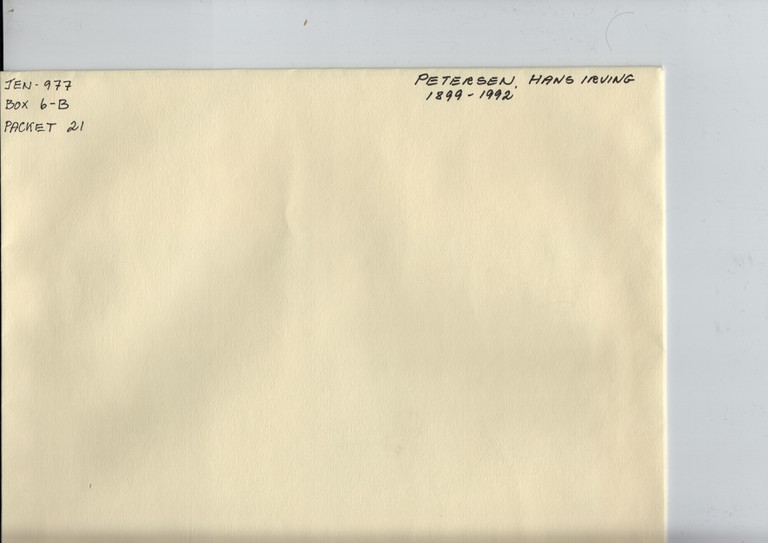 JEN-977
BOX 6-B
PACKET 21
PETERSEN, HANS IRVING
1899-1992